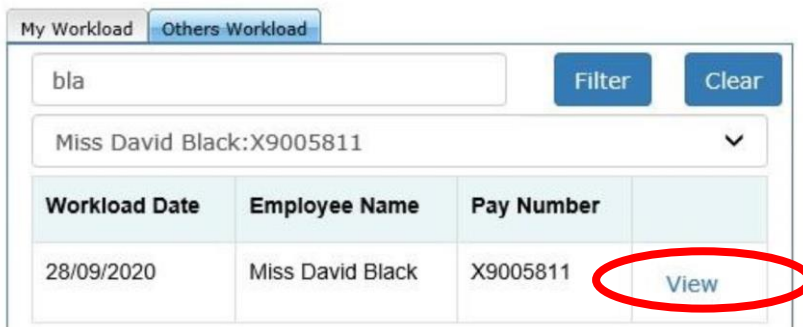 My Workload Others Workload
bla Filter Clear
Miss David Black:X9005811
Workload Date Employee Name Pay Number
28/09/2020 Miss David Black X9005811 View